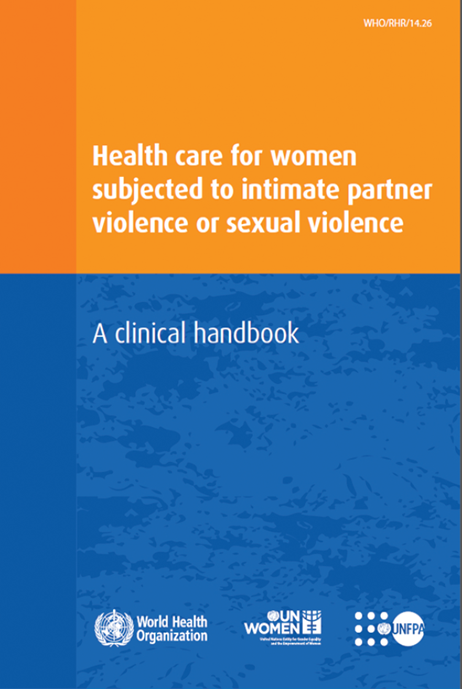 WHO/RHR/14.26
Health care for women
subjected to intimate partner
violence or sexual violence
A clinical handbook
World Health
Organization
UN
WOMEN
United Nations Entity for Gender Equality
and the Empowerment of Women
UNFPA